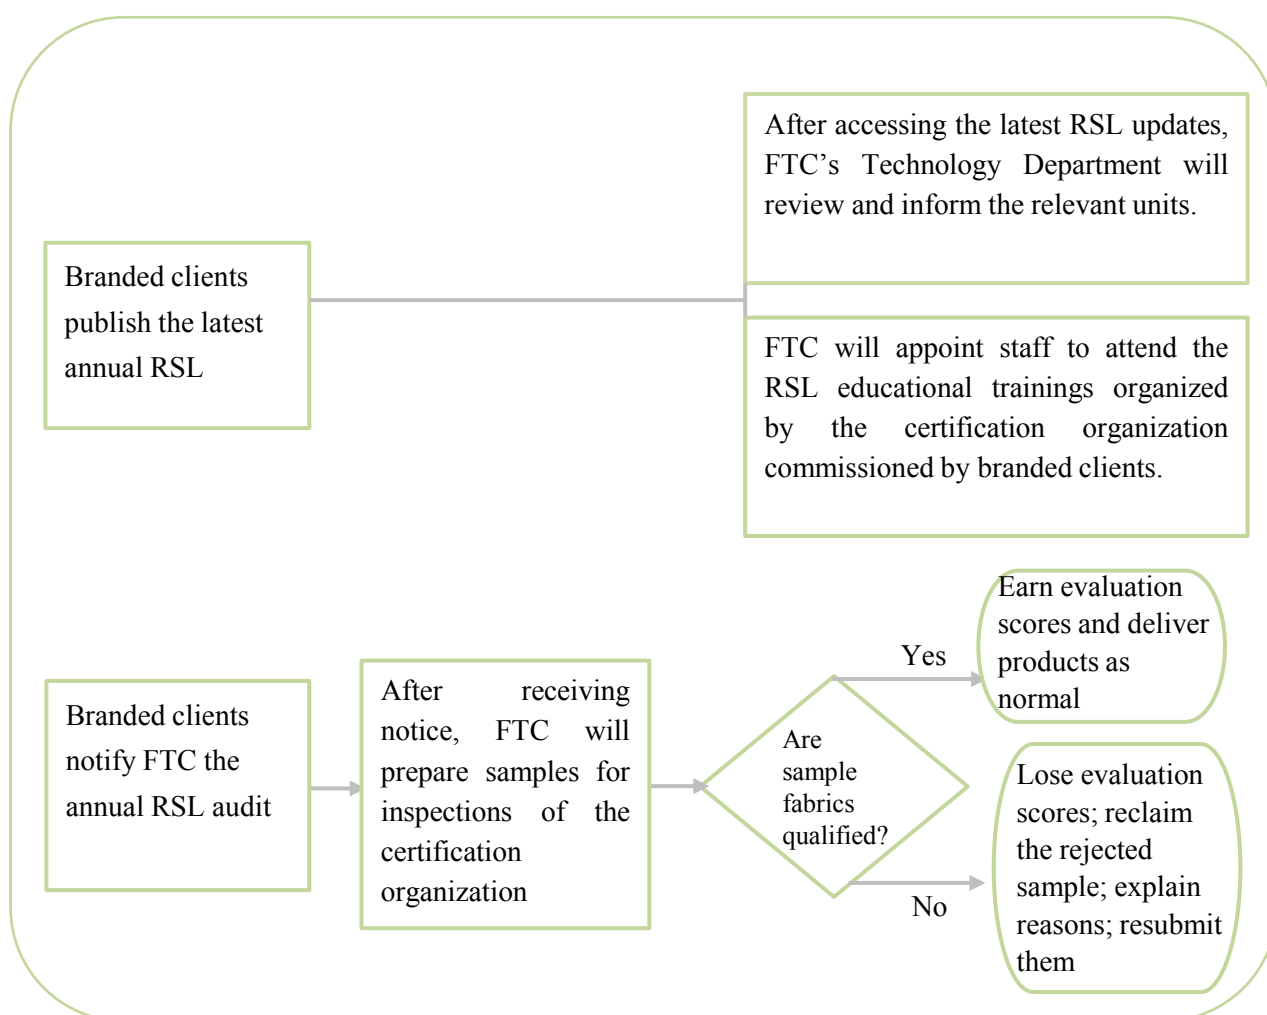 Branded clients
publish the latest
annual RSL
After accessing the latest RSL updates,
FTC’s Technology Department will
review and inform the relevant units.
FTC will appoint staff to attend the
RSL educational trainings organized
by the certification organization
commissioned by branded clients.
Branded clients
notify FTC the
annual RSL audit
After receiving
notice, FTC will
prepare samples for
inspections of the
certification
organization
Are
sample
fabrics
qualified?
Yes
Earn evaluation
scores and deliver
products as
normal
No
Lose evaluation
scores; reclaim
the rejected
sample; explain
reasons; resubmit
them